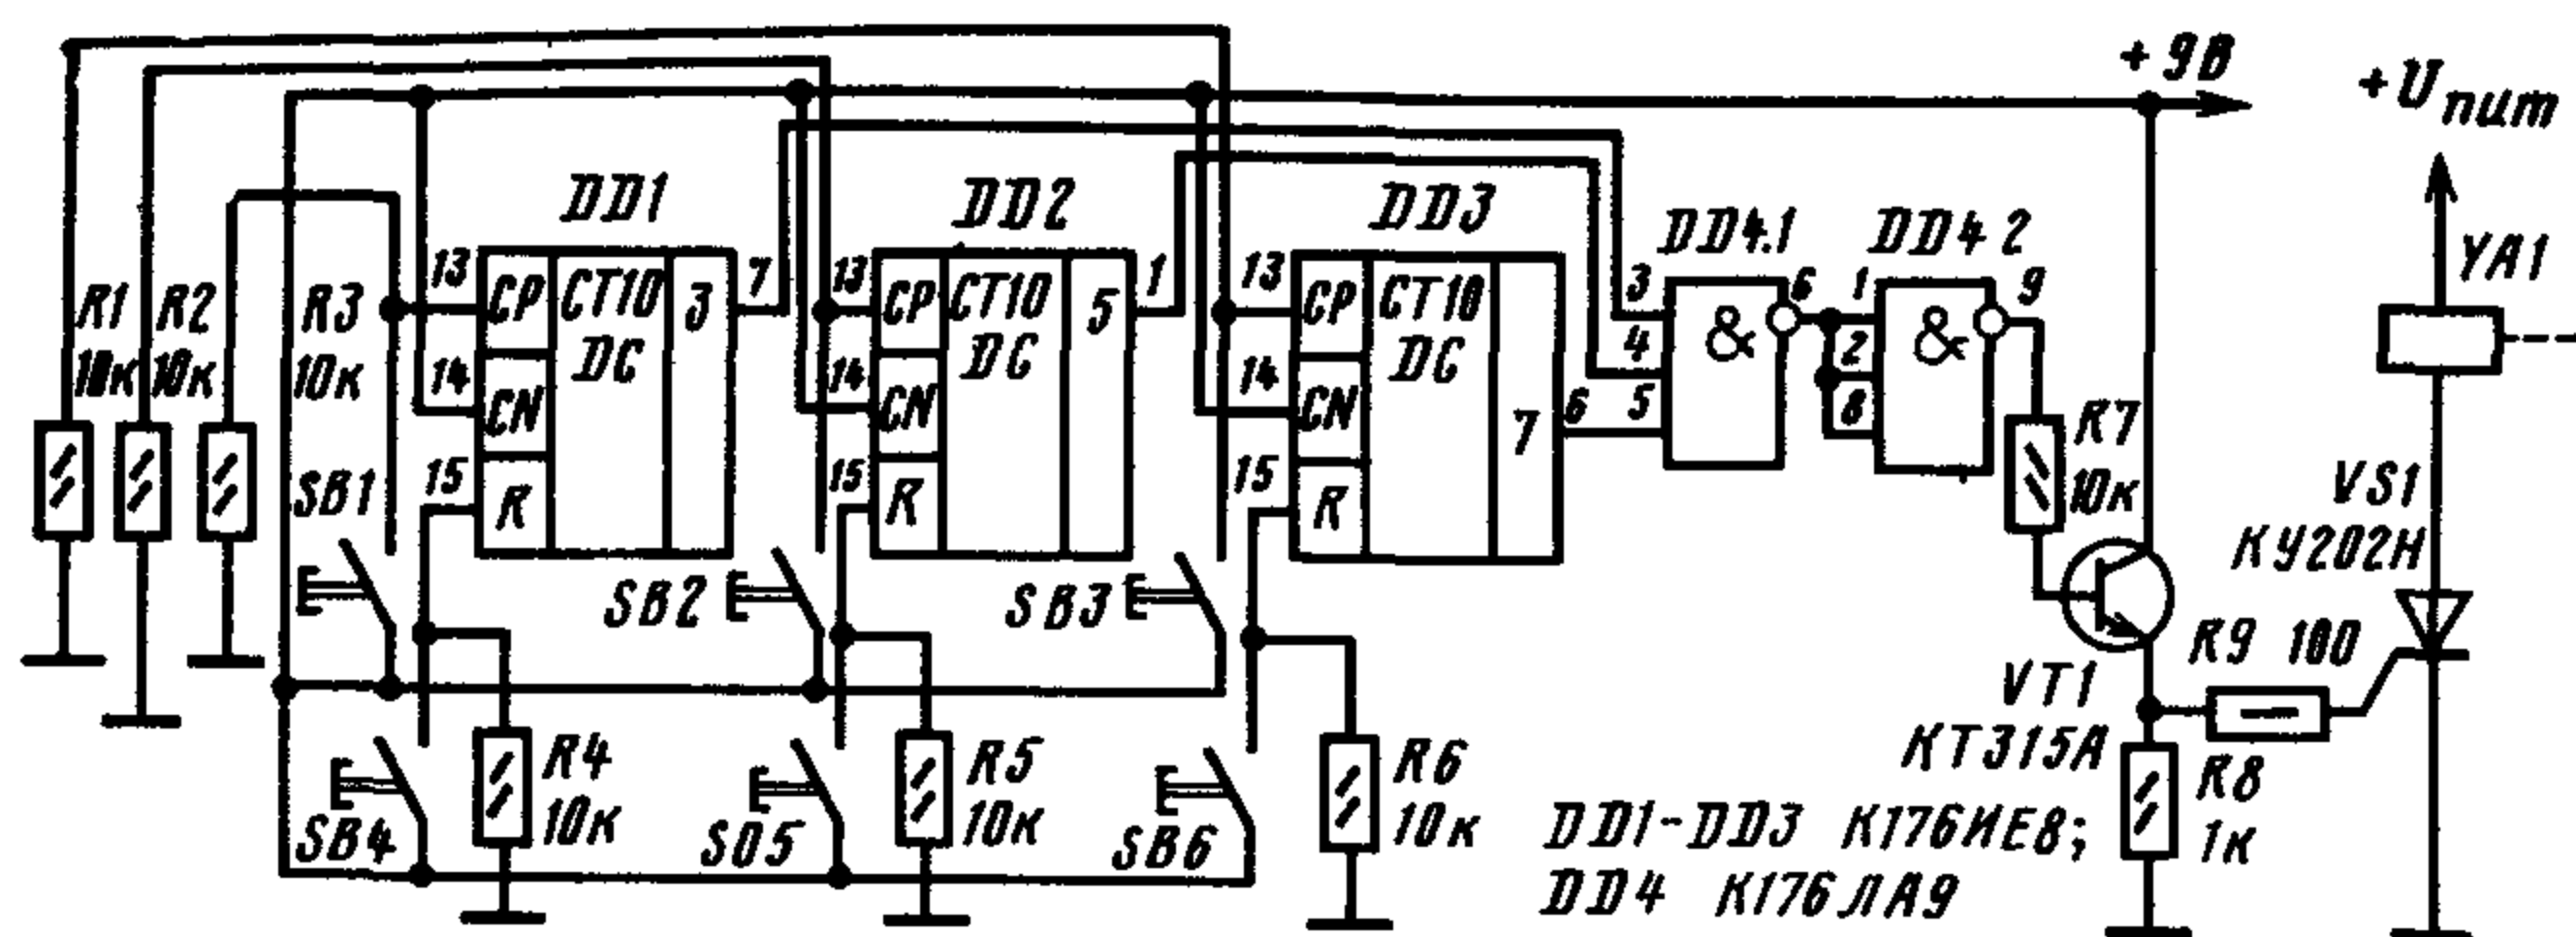 +9В
+Uпит
DD1
DD2
DD3
DD4.1
DD4 2
YA1
R1
10к
R2
10к
R3
10к
13
CP
CT10
DC
3
7
14
CN
15
R
13
CP
CT10
DC
5
1
14
CN
15
R
13
CP
CT10
DC
7
6
14
CN
15
R
3
4
5
&
6
1
2
8
&
9
R7
10к
VS1
КУ202Н
SB1
SB2
SB3
VT1
КТ315А
R9 100
R8
1к
SB4
R4
10к
SO5
R5
10к
SB6
R6
10к
DD1-DD3 К176ИЕ8;
DD4 К176ЛА9